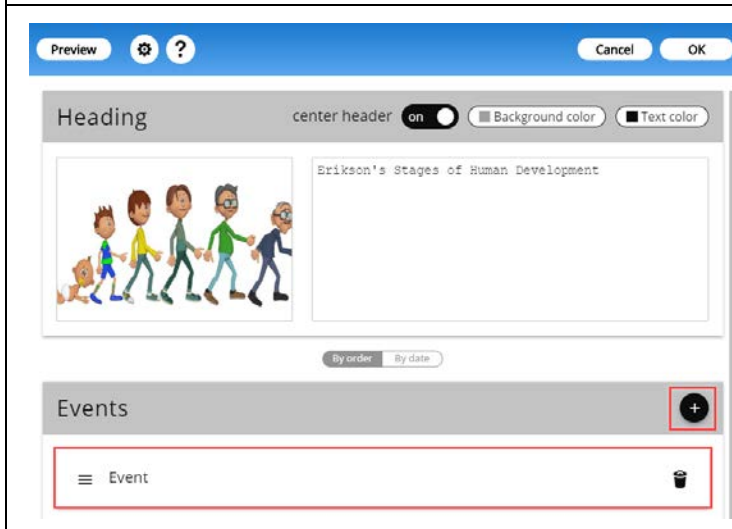 Preview ? Cancel OK
Heading center header on Background color Text color
Erikson's Stages of Human Development
By order By date
Events +
Event